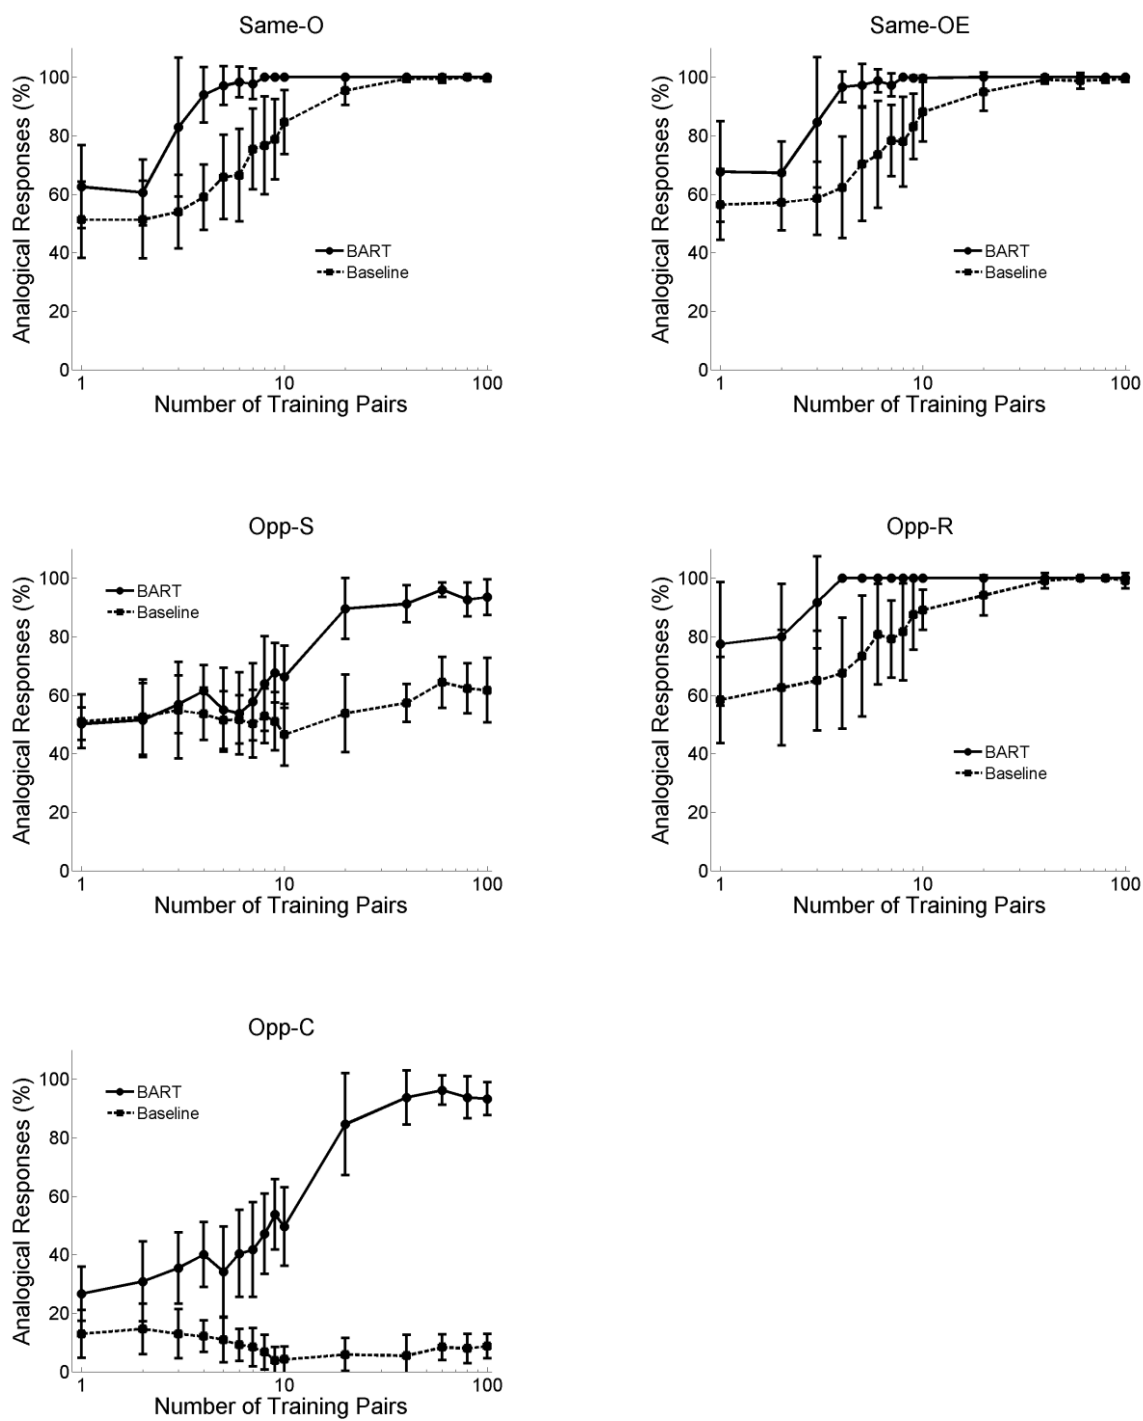 Same-O
Analogical Responses (%)
100
80
60
40
20
0
BART
Baseline
1
10
100
Number of Training Pairs
Same-OE
Analogical Responses (%)
100
80
60
40
20
0
BART
Baseline
1
10
100
Number of Training Pairs
Opp-S
Analogical Responses (%)
100
80
60
40
20
0
BART
Baseline
1
10
100
Number of Training Pairs
Opp-R
Analogical Responses (%)
100
80
60
40
20
0
BART
Baseline
1
10
100
Number of Training Pairs
Opp-C
Analogical Responses (%)
100
80
60
40
20
0
BART
Baseline
1
10
100
Number of Training Pairs